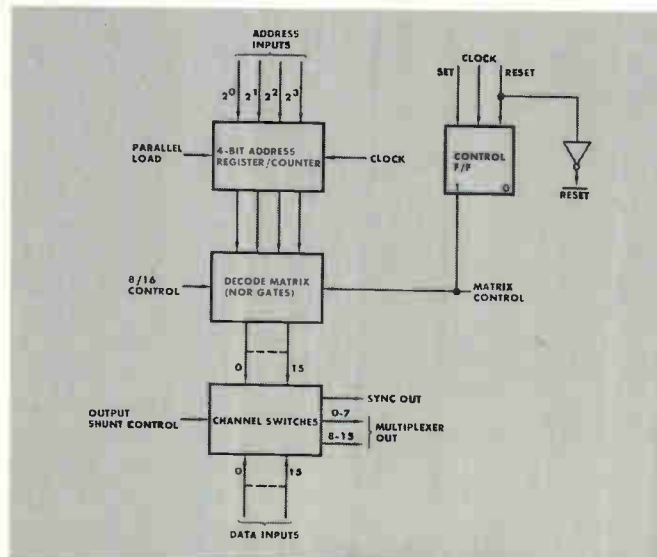 ADDRESS
INPUTS
2⁰ 2¹ 2² 2³
PARALLEL
LOAD
4-BIT ADDRESS
REGISTER/COUNTER
CLOCK
CLOCK
SET
RESET
CONTROL
F/F
1 0
RESET
8/16
CONTROL
DECODE MATRIX
(NOR GATES)
MATRIX
CONTROL
0 15
OUTPUT
SHUNT CONTROL
CHANNEL SWITCHES
SYNC OUT
0-7
8-15
MULTIPLEXER
OUT
0 15
DATA INPUTS